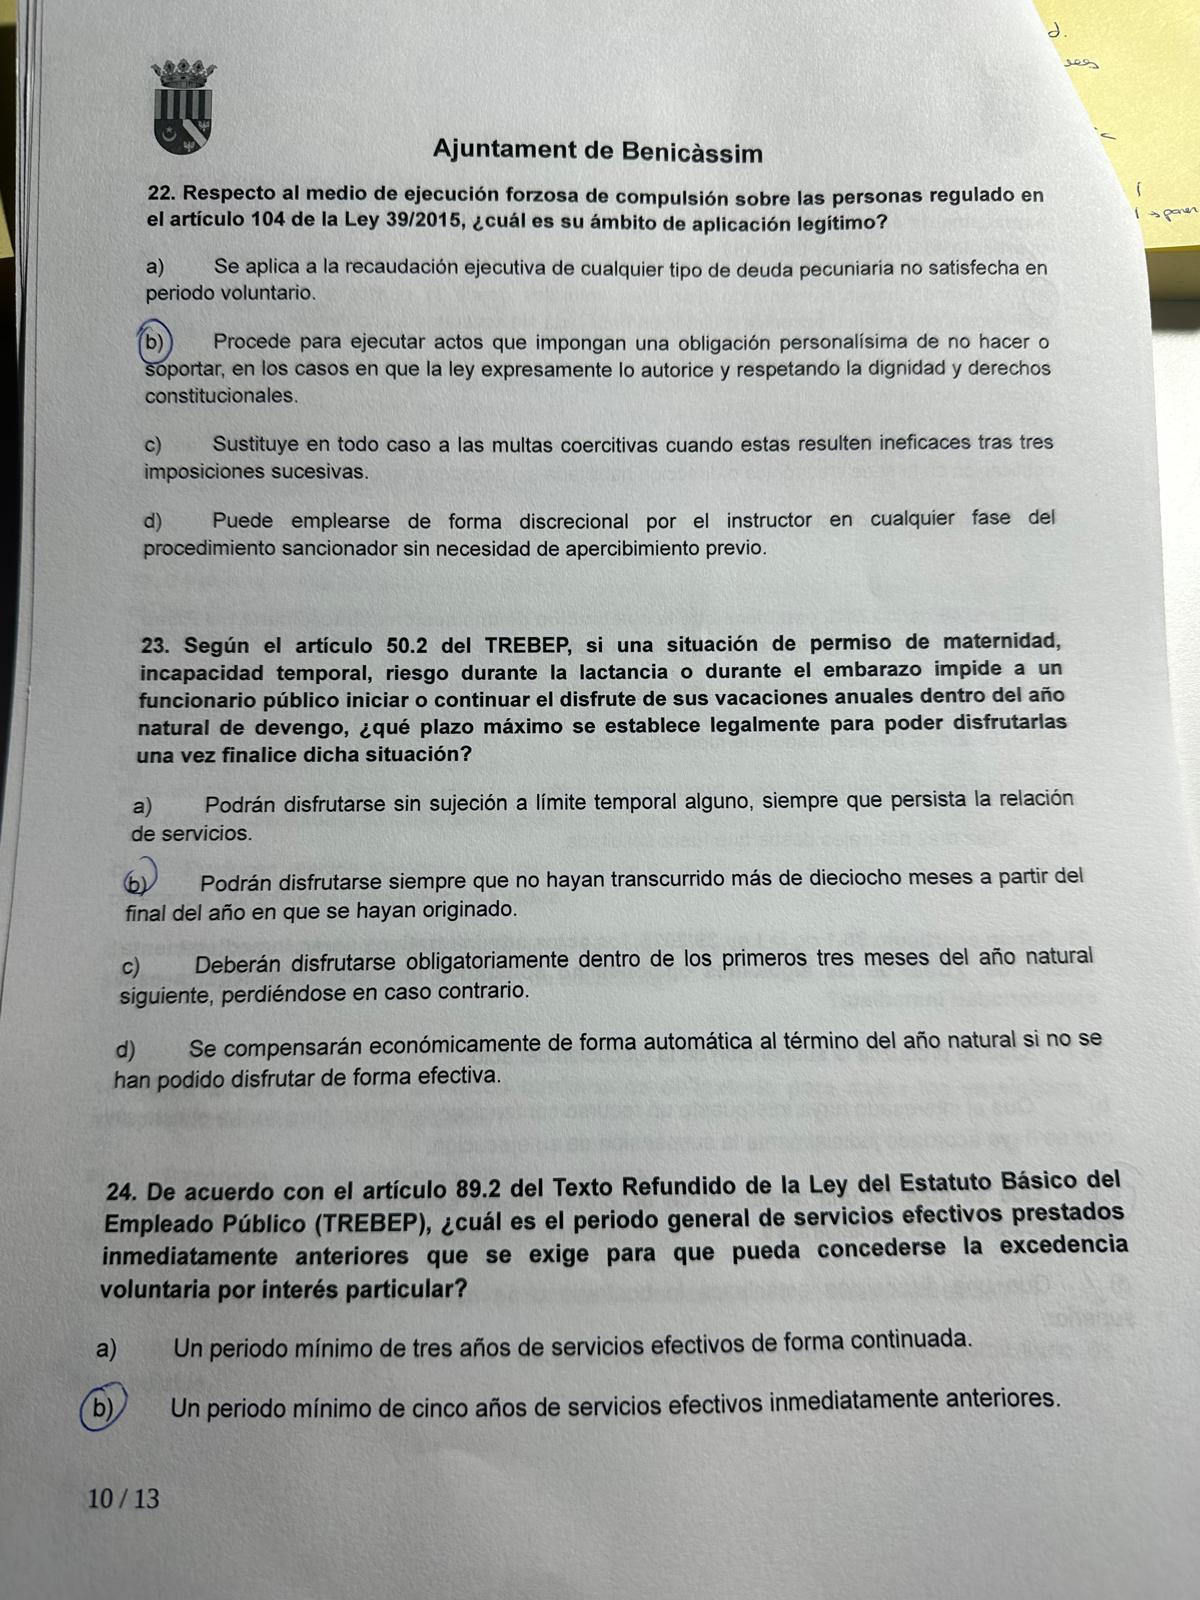 d.
Ajuntament de Benicàssim
22. Respecto al medio de ejecución forzosa de compulsión sobre las personas regulado en
el artículo 104 de la Ley 39/2015, ¿cuál es su ámbito de aplicación legítimo?
a) Se aplica a la recaudación ejecutiva de cualquier tipo de deuda pecuniaria no satisfecha en
periodo voluntario.
b) Procede para ejecutar actos que impongan una obligación personalísima de no hacer o
soportar, en los casos en que la ley expresamente lo autorice y respetando la dignidad y derechos
constitucionales.
c) Sustituye en todo caso a las multas coercitivas cuando estas resulten ineficaces tras tres
imposiciones sucesivas.
d) Puede emplearse de forma discrecional por el instructor en cualquier fase del
procedimiento sancionador sin necesidad de apercibimiento previo.
23. Según el artículo 50.2 del TREBEP, si una situación de permiso de maternidad,
incapacidad temporal, riesgo durante la lactancia o durante el embarazo impide a un
funcionario público iniciar o continuar el disfrute de sus vacaciones anuales dentro del año
natural de devengo, ¿qué plazo máximo se establece legalmente para poder disfrutarlas
una vez finalice dicha situación?
a) Podrán disfrutarse sin sujeción a límite temporal alguno, siempre que persista la relación
de servicios.
b) Podrán disfrutarse siempre que no hayan transcurrido más de dieciocho meses a partir del
final del año en que se hayan originado.
c) Deberán disfrutarse obligatoriamente dentro de los primeros tres meses del año natural
siguiente, perdiéndose en caso contrario.
d) Se compensarán económicamente de forma automática al término del año natural si no se
han podido disfrutar de forma efectiva.
24. De acuerdo con el artículo 89.2 del Texto Refundido de la Ley del Estatuto Básico del
Empleado Público (TREBEP), ¿cuál es el periodo general de servicios efectivos prestados
inmediatamente anteriores que se exige para que pueda concederse la excedencia
voluntaria por interés particular?
a) Un periodo mínimo de tres años de servicios efectivos de forma continuada.
b) Un periodo mínimo de cinco años de servicios efectivos inmediatamente anteriores.
10 / 13